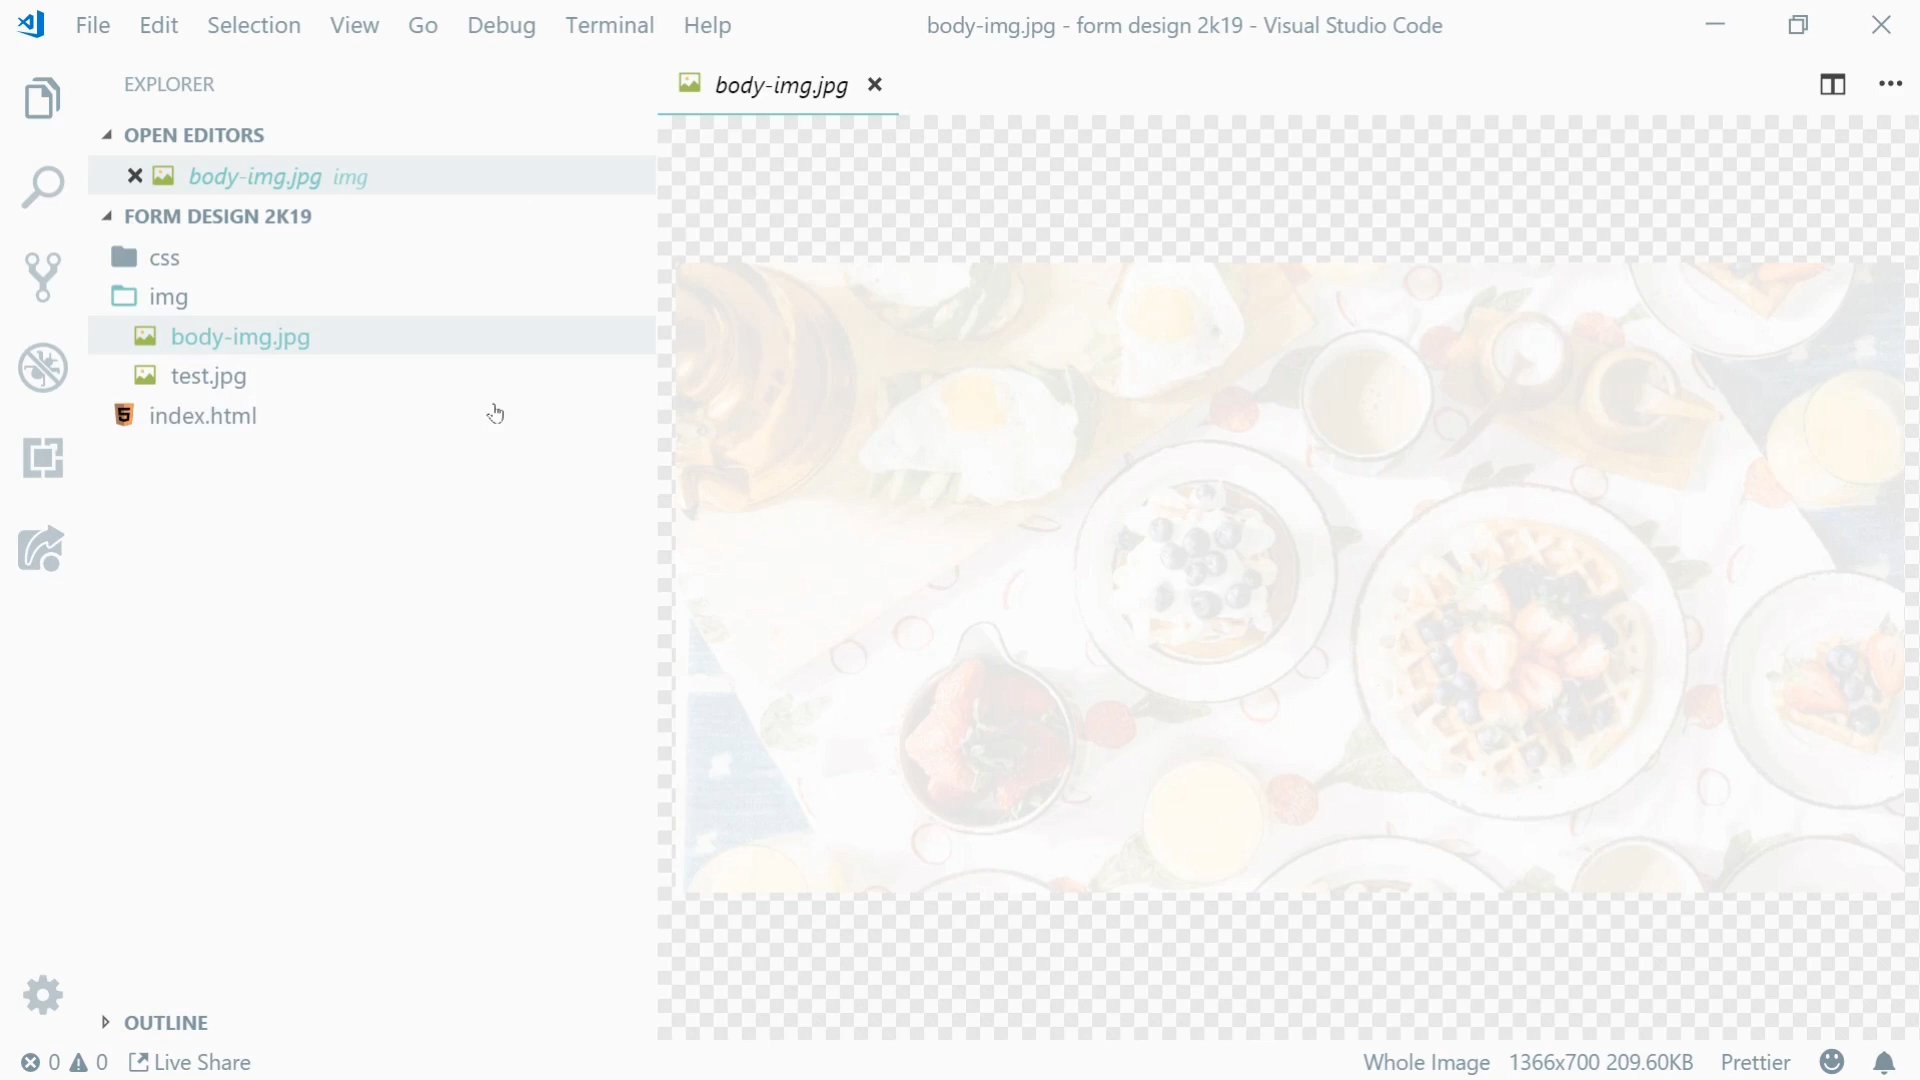 File Edit Selection View Go Debug Terminal Help body-img.jpg - form design 2k19 - Visual Studio Code
EXPLORER
body-img.jpg
OPEN EDITORS
body-img.jpg img
FORM DESIGN 2K19
css
img
body-img.jpg
test.jpg
5 index.html
OUTLINE
0 0 Live Share Whole Image 1366x700 209.60KB Prettier